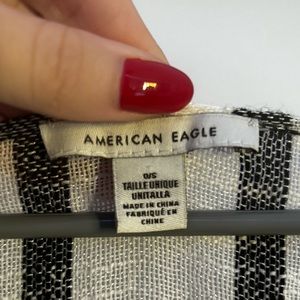 AMERICAN EAGLE
O/S
TAILLE UNIQUE
UNITALLA
MADE IN CHINA
FABRIQUÉ EN
CHINE